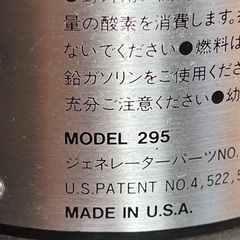 量の酸素を消費します。
ないでください●燃料は
鉛ガソリンをご使用くださ
充分ご注意ください●幼
MODEL 295
ジェネレーターパーツNO.
U.S.PATENT NO.4,522,5
MADE IN U.S.A.